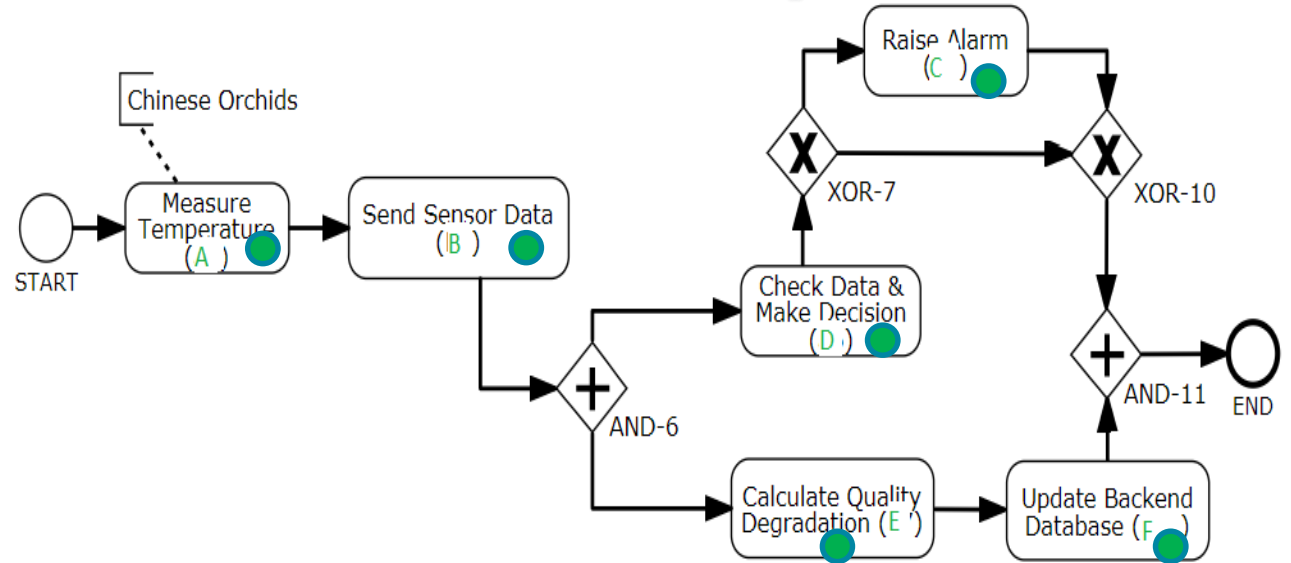 Raise Alarm
(C )
Chinese Orchids
XOR-7
XOR-10
Measure
Temperature
(A )
START
Send Sensor Data
(B )
Check Data &
Make Decision
(D )
AND-6
AND-11
END
Calculate Quality
Degradation (E )
Update Backend
Database (F )